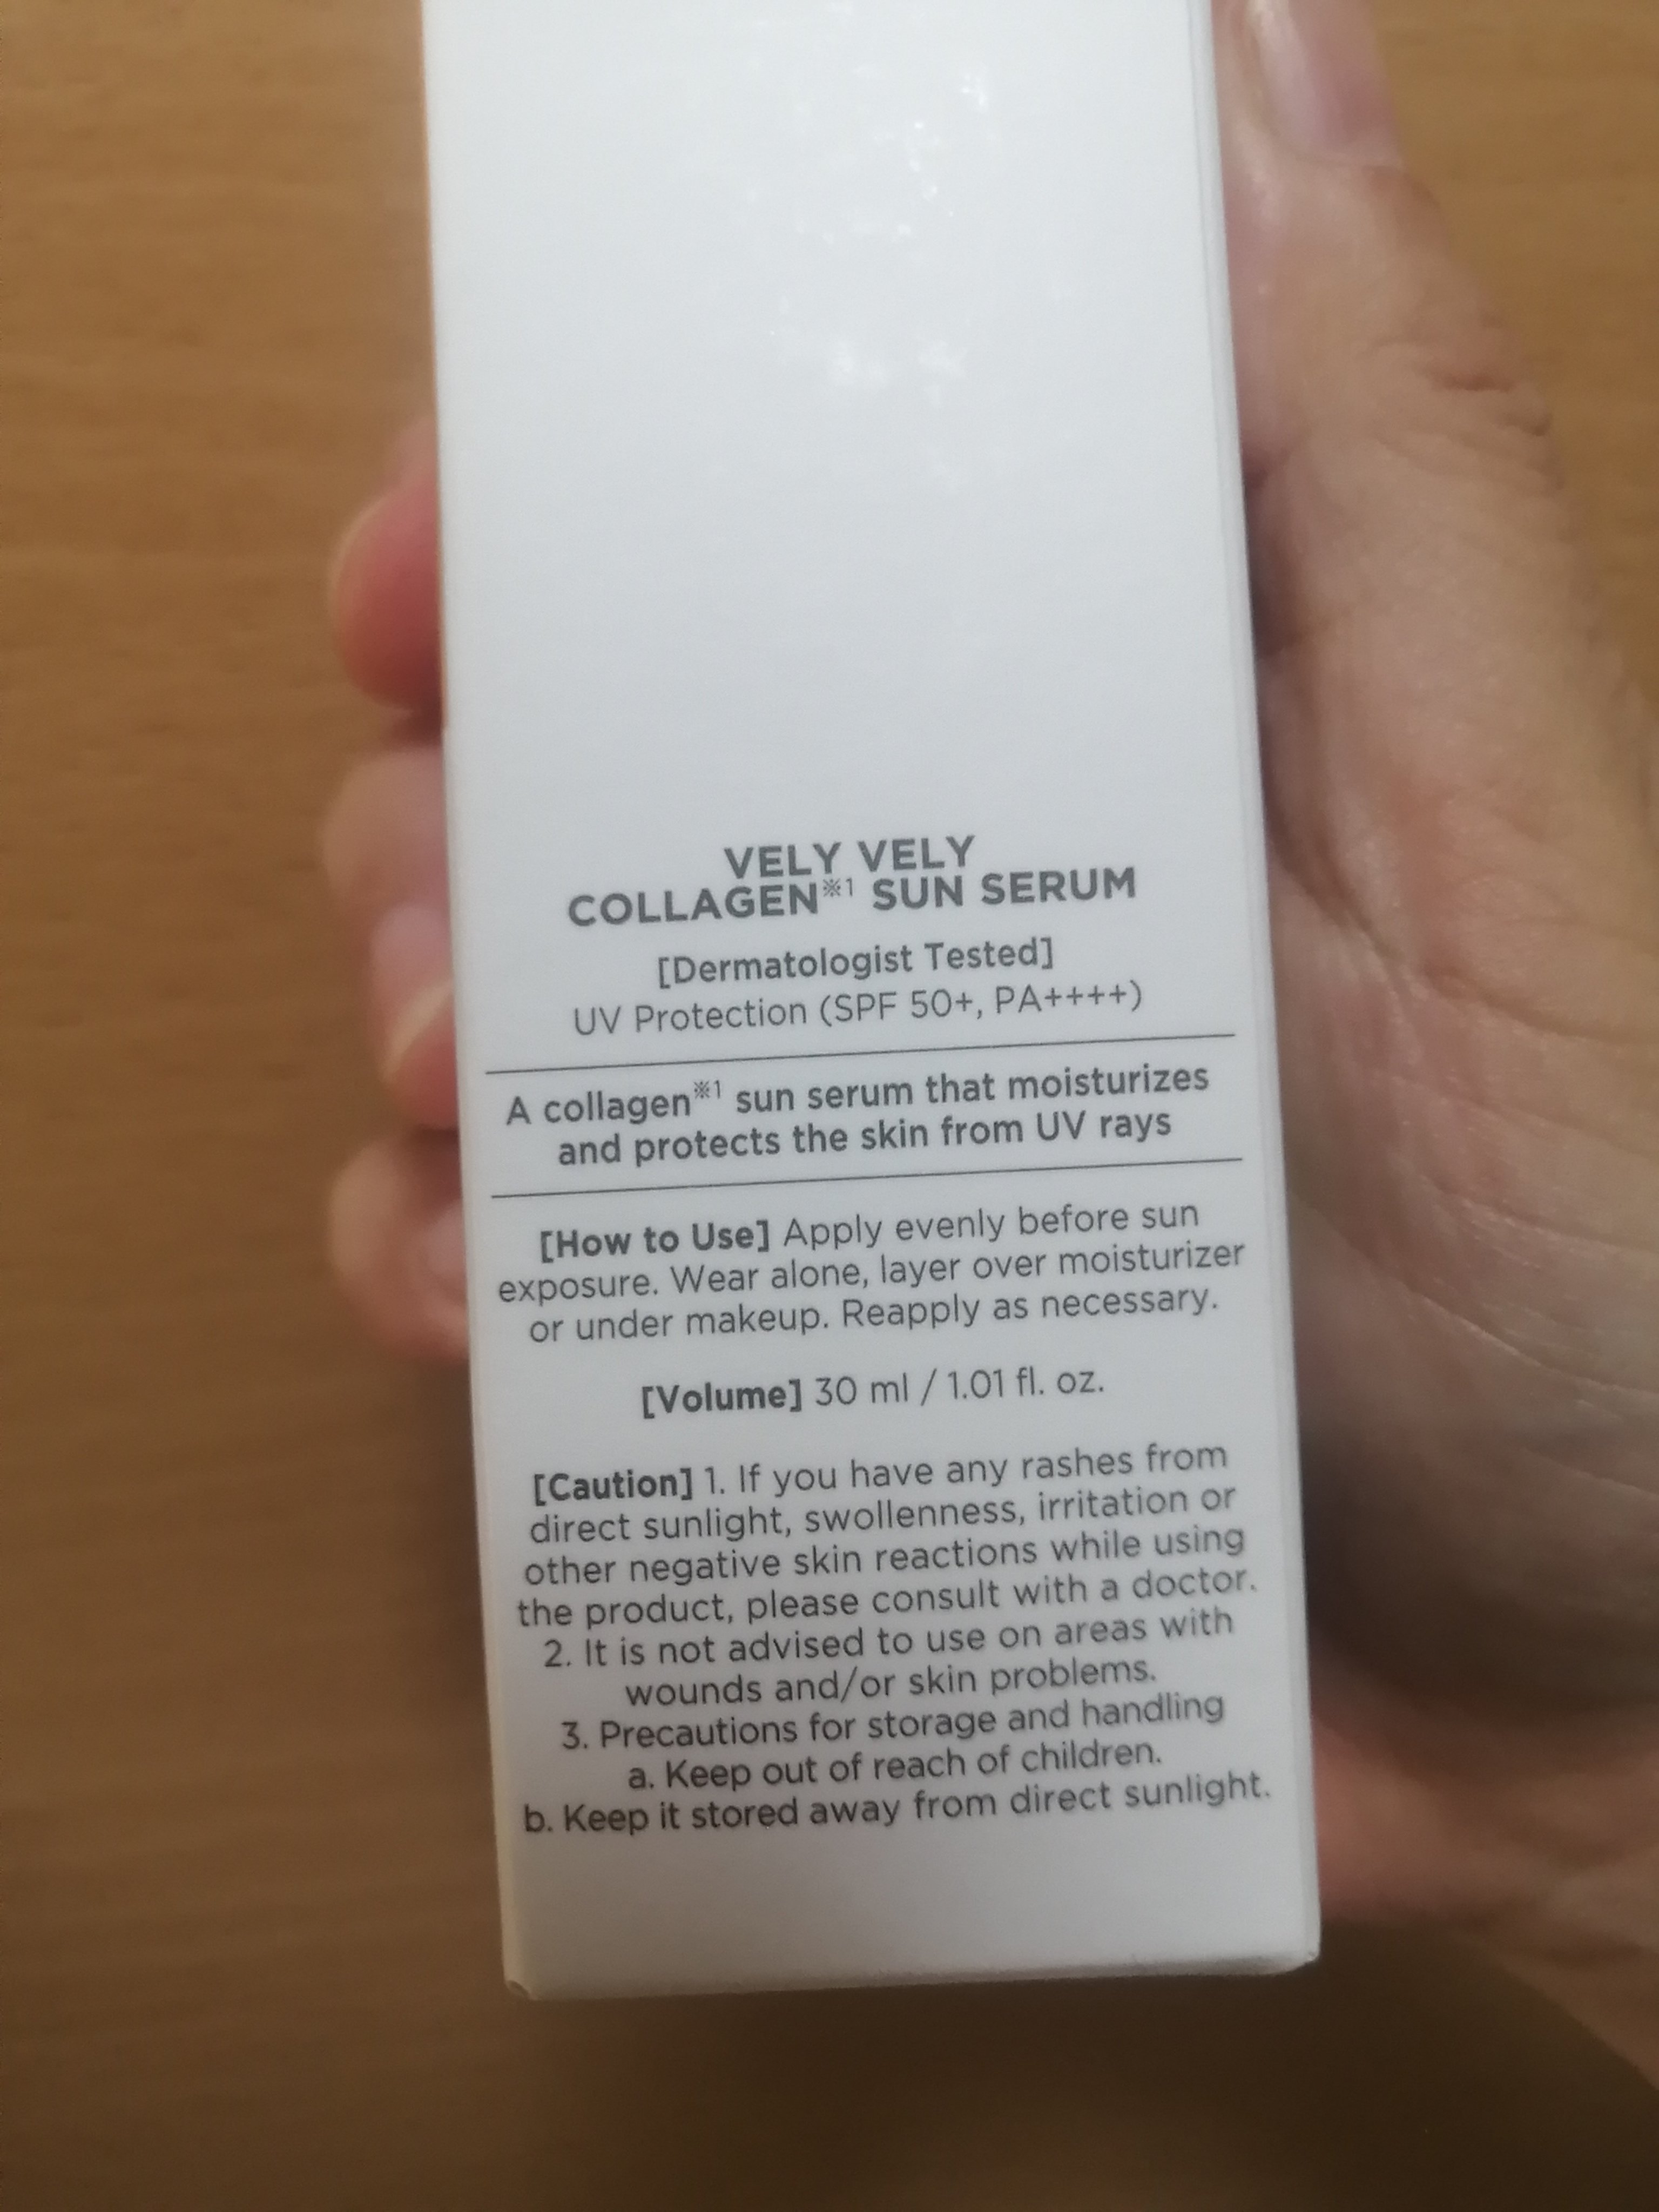 VELY VELY
COLLAGEN※1 SUN SERUM
[Dermatologist Tested]
UV Protection (SPF 50+, PA++++)
A collagen※1 sun serum that moisturizes
and protects the skin from UV rays
[How to Use] Apply evenly before sun
exposure. Wear alone, layer over moisturizer
or under makeup. Reapply as necessary.
[Volume] 30 ml / 1.01 fl. oz.
[Caution] 1. If you have any rashes from
direct sunlight, swollenness, irritation or
other negative skin reactions while using
the product, please consult with a doctor.
2. It is not advised to use on areas with
wounds and/or skin problems.
3. Precautions for storage and handling
a. Keep out of reach of children.
b. Keep it stored away from direct sunlight.